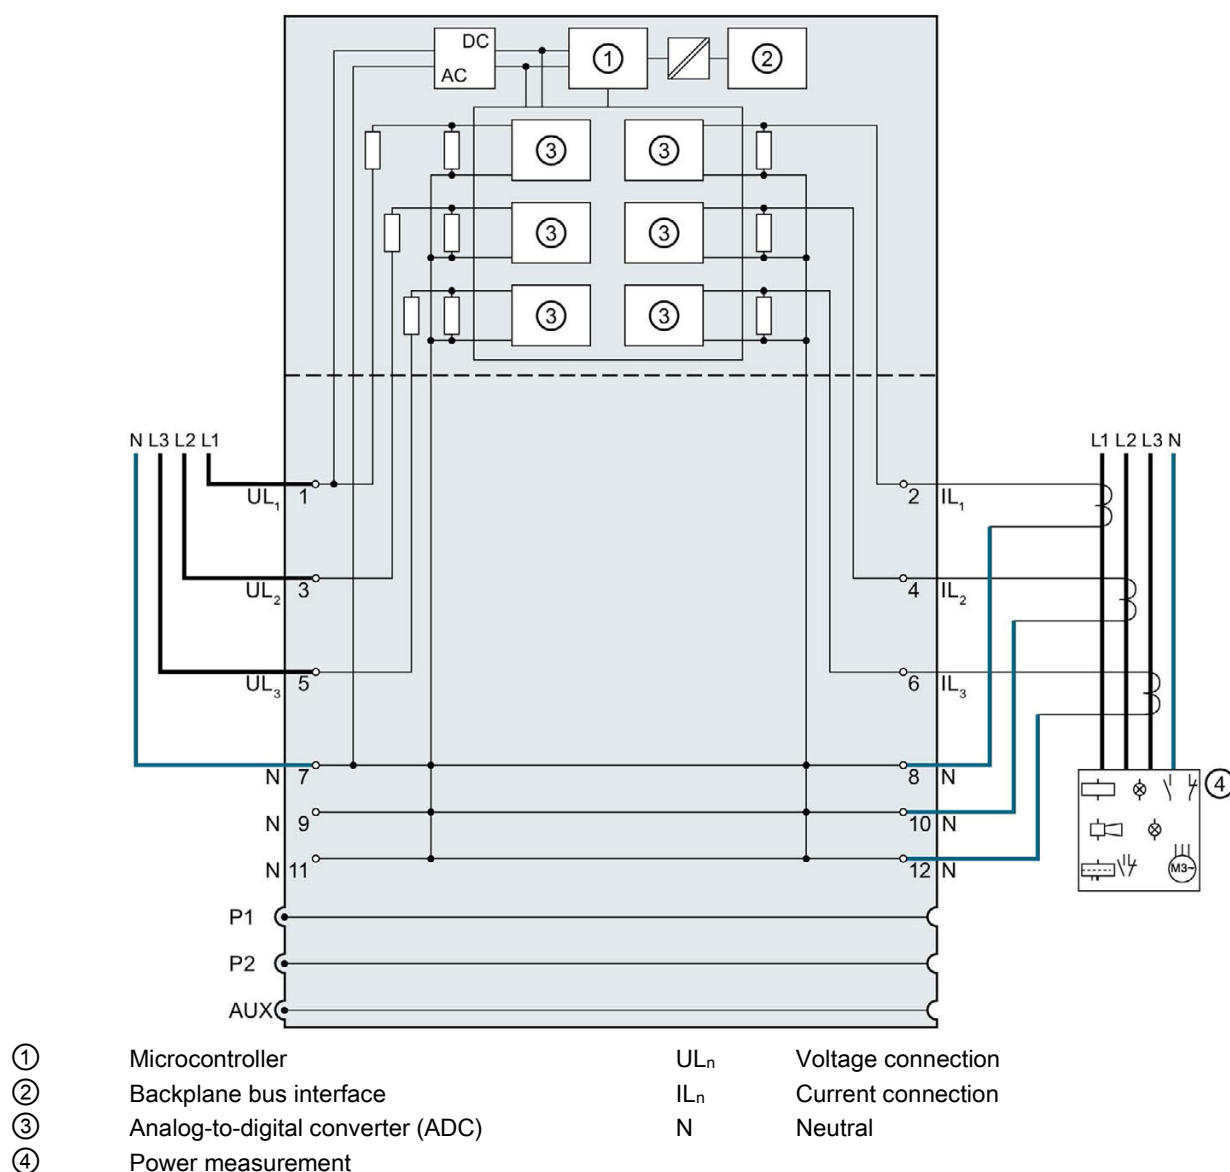 DC
AC
①
②
③
③
③
③
③
③
N L3 L2 L1
L1 L2 L3 N
UL₁ 1
2 IL₁
UL₂ 3
4 IL₂
UL₃ 5
6 IL₃
N 7
8 N
④
N 9
10 N
N 11
12 N
M3~
P1
P2
AUX
① Microcontroller ULn Voltage connection
② Backplane bus interface ILn Current connection
③ Analog-to-digital converter (ADC) N Neutral
④ Power measurement